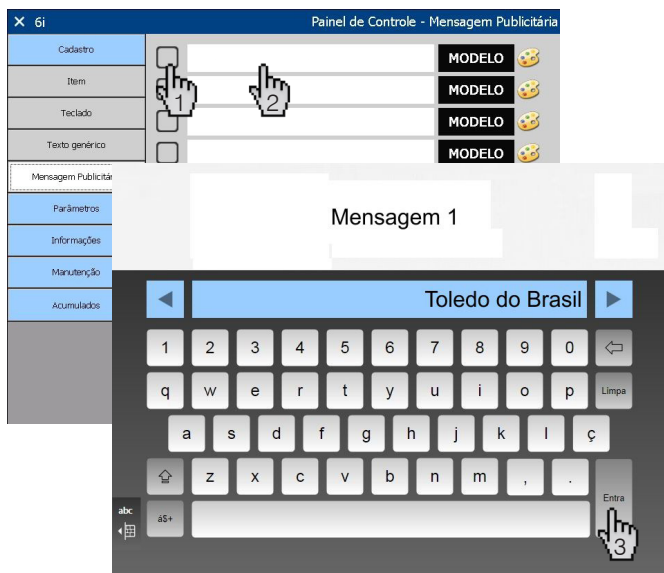 6i
Painel de Controle - Mensagem Publicitária
Cadastro
Item
Teclado
Texto genérico
Mensagem Publicitár
Parâmetros
Informações
Manutenção
Acumulados
MODELO
MODELO
MODELO
MODELO
1
2
Mensagem 1
Toledo do Brasil
1 2 3 4 5 6 7 8 9 0
q w e r t y u i o p Limpa
a s d f g h j k l ç
z x c v b n m , . Entra
abc
á$+
3